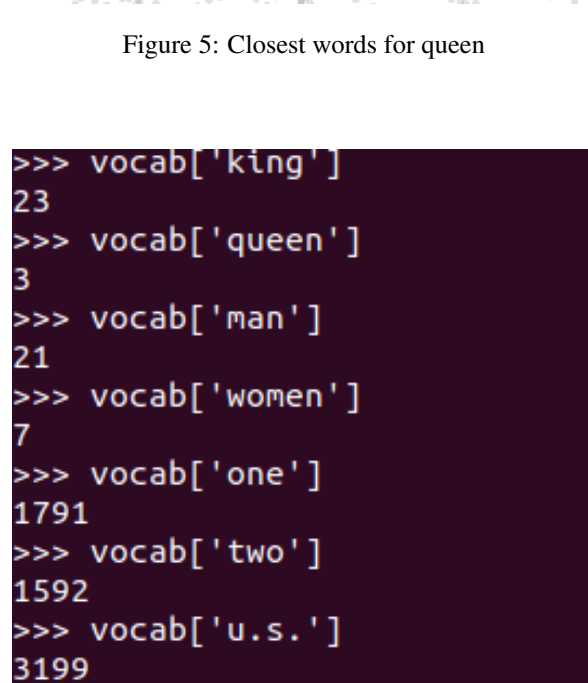 Figure 5: Closest words for queen
>>> vocab['king']
23
>>> vocab['queen']
3
>>> vocab['man']
21
>>> vocab['women']
7
>>> vocab['one']
1791
>>> vocab['two']
1592
>>> vocab['u.s.']
3199